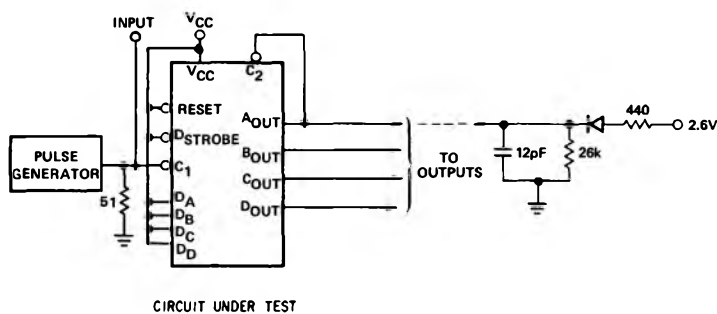 INPUT
VCC
VCC
C2
RESET
DSTROBE
C1
DA
DB
DC
DD
AOUT
BOUT
COUT
DOUT
PULSE
GENERATOR
51
TO
OUTPUTS
12pF
26k
440
2.6V
CIRCUIT UNDER TEST